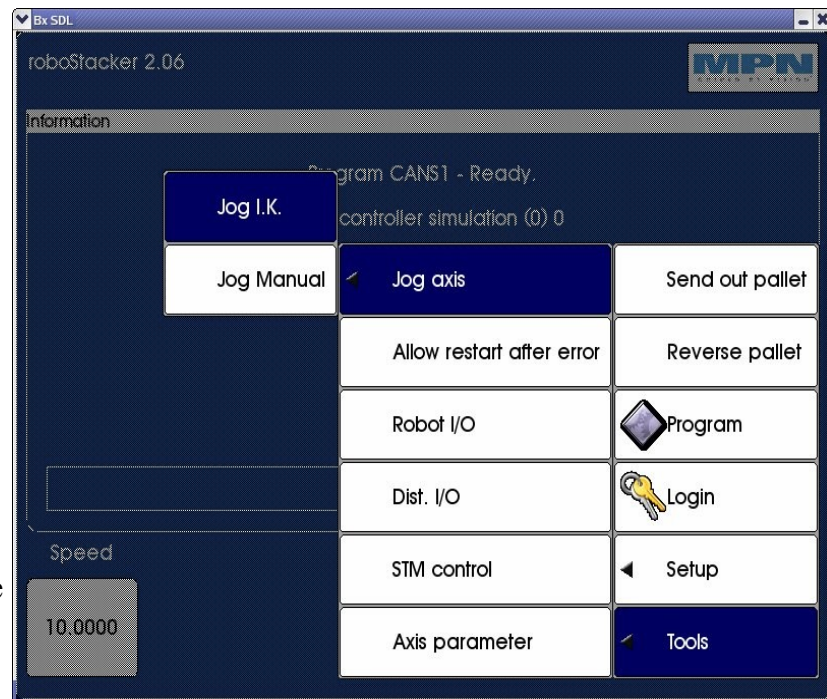 Bx SDL
roboStacker 2.06
MPN
Information
gram CANS1 - Ready.
controller simulation (0) 0
Jog I.K.
Jog Manual
Jog axis
Send out pallet
Allow restart after error
Reverse pallet
Robot I/O
Program
Dist. I/O
Login
STM control
Setup
Axis parameter
Tools
Speed
10.0000